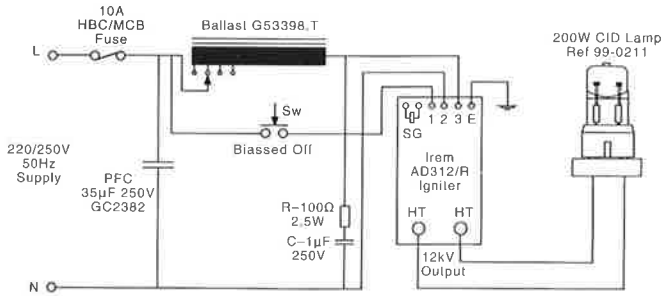 10A
HBC/MCB
Fuse
Ballast G53398.T
200W CID Lamp
Ref 99-0211
L
Sw
Biassed Off
1 2 3 E
SG
Irem
AD312/R
Igniter
220/250V
50Hz
Supply
PFC
35µF 250V
GC2382
R-100Ω
2.5W
C-1µF
250V
HT HT
12kV
Output
N